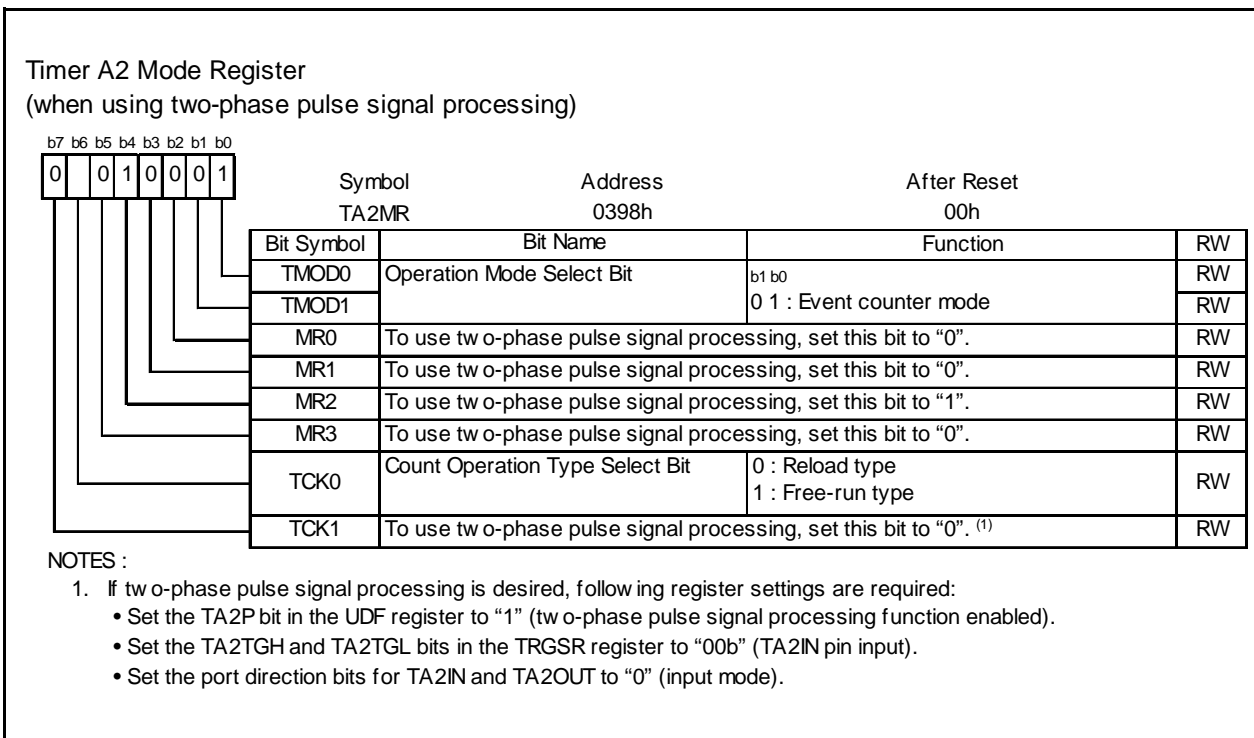 Timer A2 Mode Register
(when using two-phase pulse signal processing)
b7 b6 b5 b4 b3 b2 b1 b0
0 0 1 0 0 0 1
Symbol Address After Reset
TA2MR 0398h 00h
Bit Symbol Bit Name Function RW
TMOD0 Operation Mode Select Bit b1 b0 RW
TMOD1 0 1 : Event counter mode RW
MR0 To use two-phase pulse signal processing, set this bit to “0”. RW
MR1 To use two-phase pulse signal processing, set this bit to “0”. RW
MR2 To use two-phase pulse signal processing, set this bit to “1”. RW
MR3 To use two-phase pulse signal processing, set this bit to “0”. RW
TCK0 Count Operation Type Select Bit 0 : Reload type RW
1 : Free-run type
TCK1 To use two-phase pulse signal processing, set this bit to “0”. (1) RW
NOTES :
1. If two-phase pulse signal processing is desired, following register settings are required:
• Set the TA2P bit in the UDF register to “1” (two-phase pulse signal processing function enabled).
• Set the TA2TGH and TA2TGL bits in the TRGSR register to “00b” (TA2IN pin input).
• Set the port direction bits for TA2IN and TA2OUT to “0” (input mode).